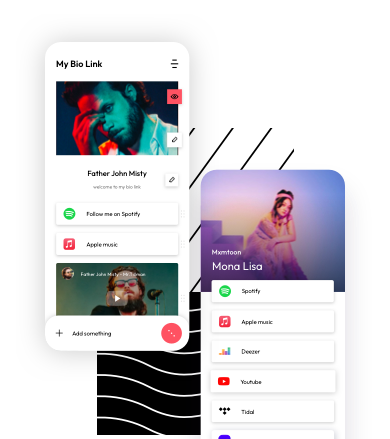 My Bio Link
Father John Misty
welcome to my bio link
Follow me on Spotify
Apple music
Father John Misty - Mr. Tillman
Add something
Mxmtoon
Mona Lisa
Spotify
Apple music
Deezer
Youtube
Tidal